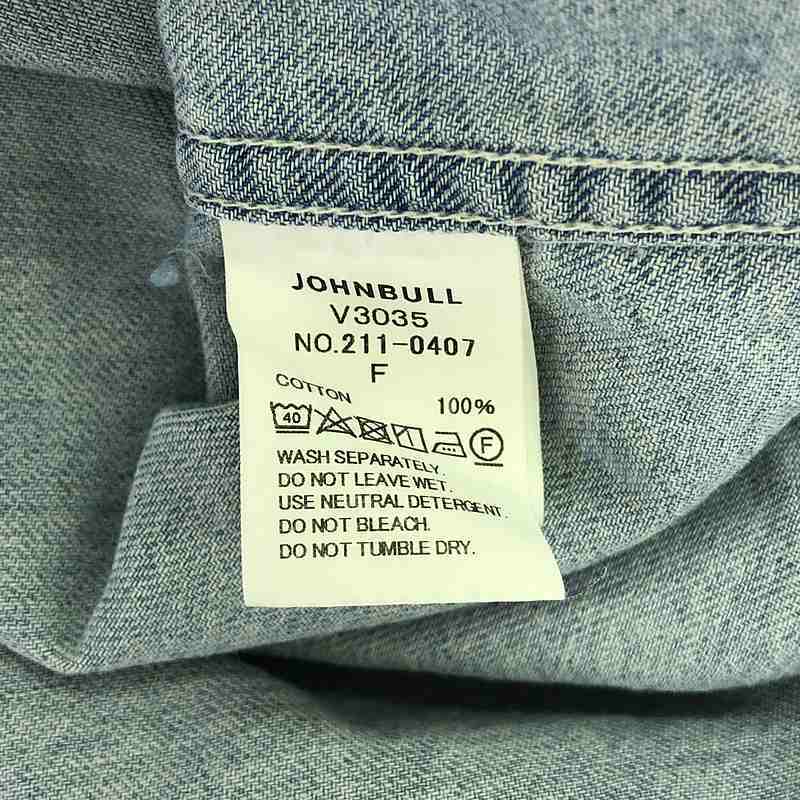 JOHNBULL
V3035
NO.211-0407
F
COTTON 100%
40 F
WASH SEPARATELY.
DO NOT LEAVE WET.
USE NEUTRAL DETERGENT.
DO NOT BLEACH.
DO NOT TUMBLE DRY.